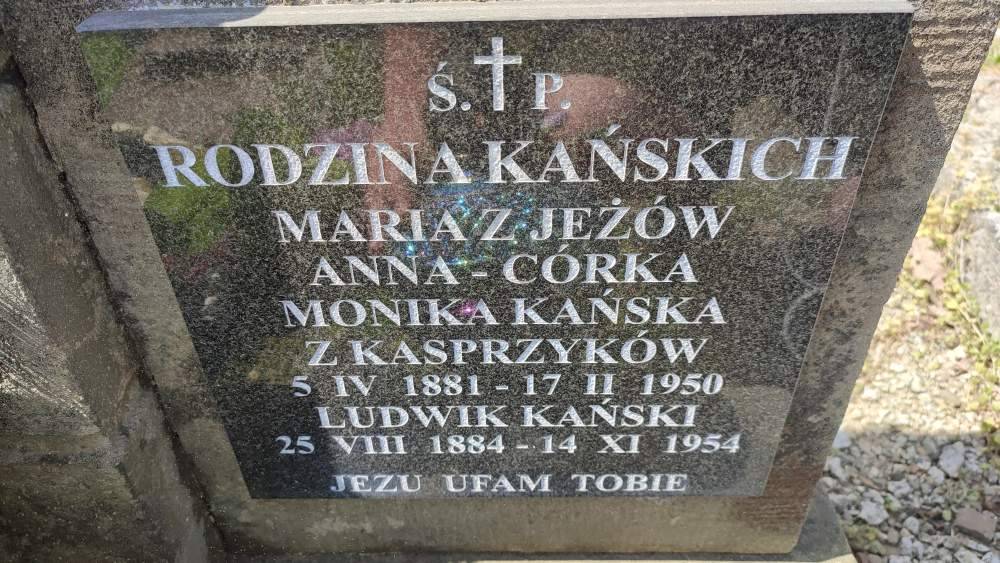 Ś. P.
RODZINA KAŃSKICH
MARIA Z JEŻÓW
ANNA - CÓRKA
MONIKA KAŃSKA
Z KASPRZYKÓW
5 IV 1881 - 17 II 1950
LUDWIK KAŃSKI
25 VIII 1884 - 14 XI 1954
JEZU UFAM TOBIE